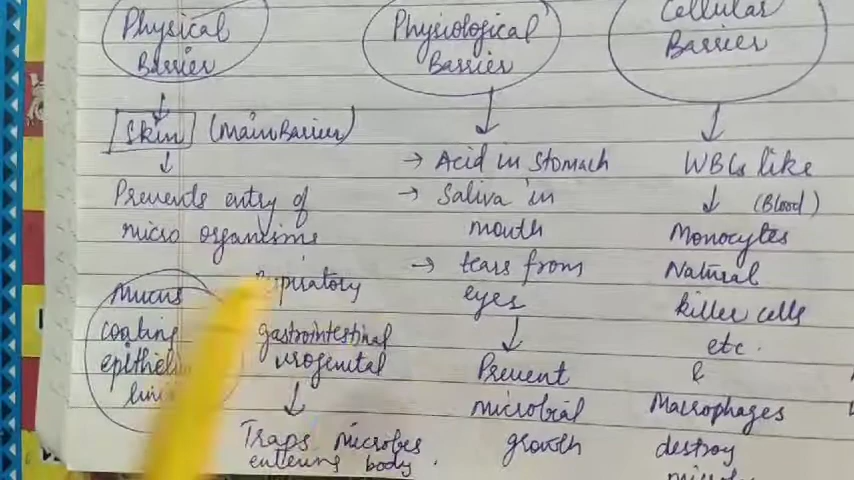 Physical
Barrier
Skin (Main Barrier)
Prevents entry of
micro organisms
Mucus
coating
gastrointestinal
urogenital
Traps microbes
entering body.
Physiological
Barrier
→ Acid in Stomach
→ Saliva in
mouth
→ tears from
eyes
Prevent
microbial
growth
Cellular
Barrier
WBCs like
(Blood)
Monocytes
Natural
killer cells
etc.
&
Macrophages
destroy